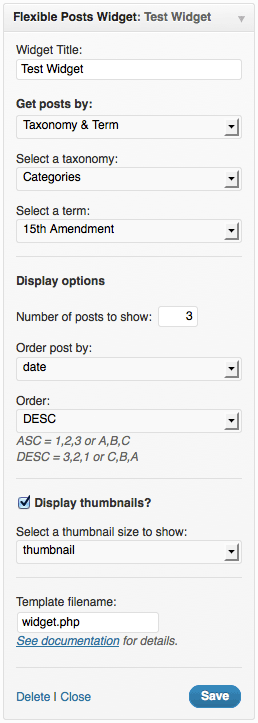 Flexible Posts Widget: Test Widget
Widget Title:
Test Widget
Get posts by:
Taxonomy & Term
Select a taxonomy:
Categories
Select a term:
15th Amendment
Display options
Number of posts to show: 3
Order post by:
date
Order:
DESC
ASC = 1,2,3 or A,B,C
DESC = 3,2,1 or C,B,A
Display thumbnails?
Select a thumbnail size to show:
thumbnail
Template filename:
widget.php
See documentation for details.
Delete | Close Save